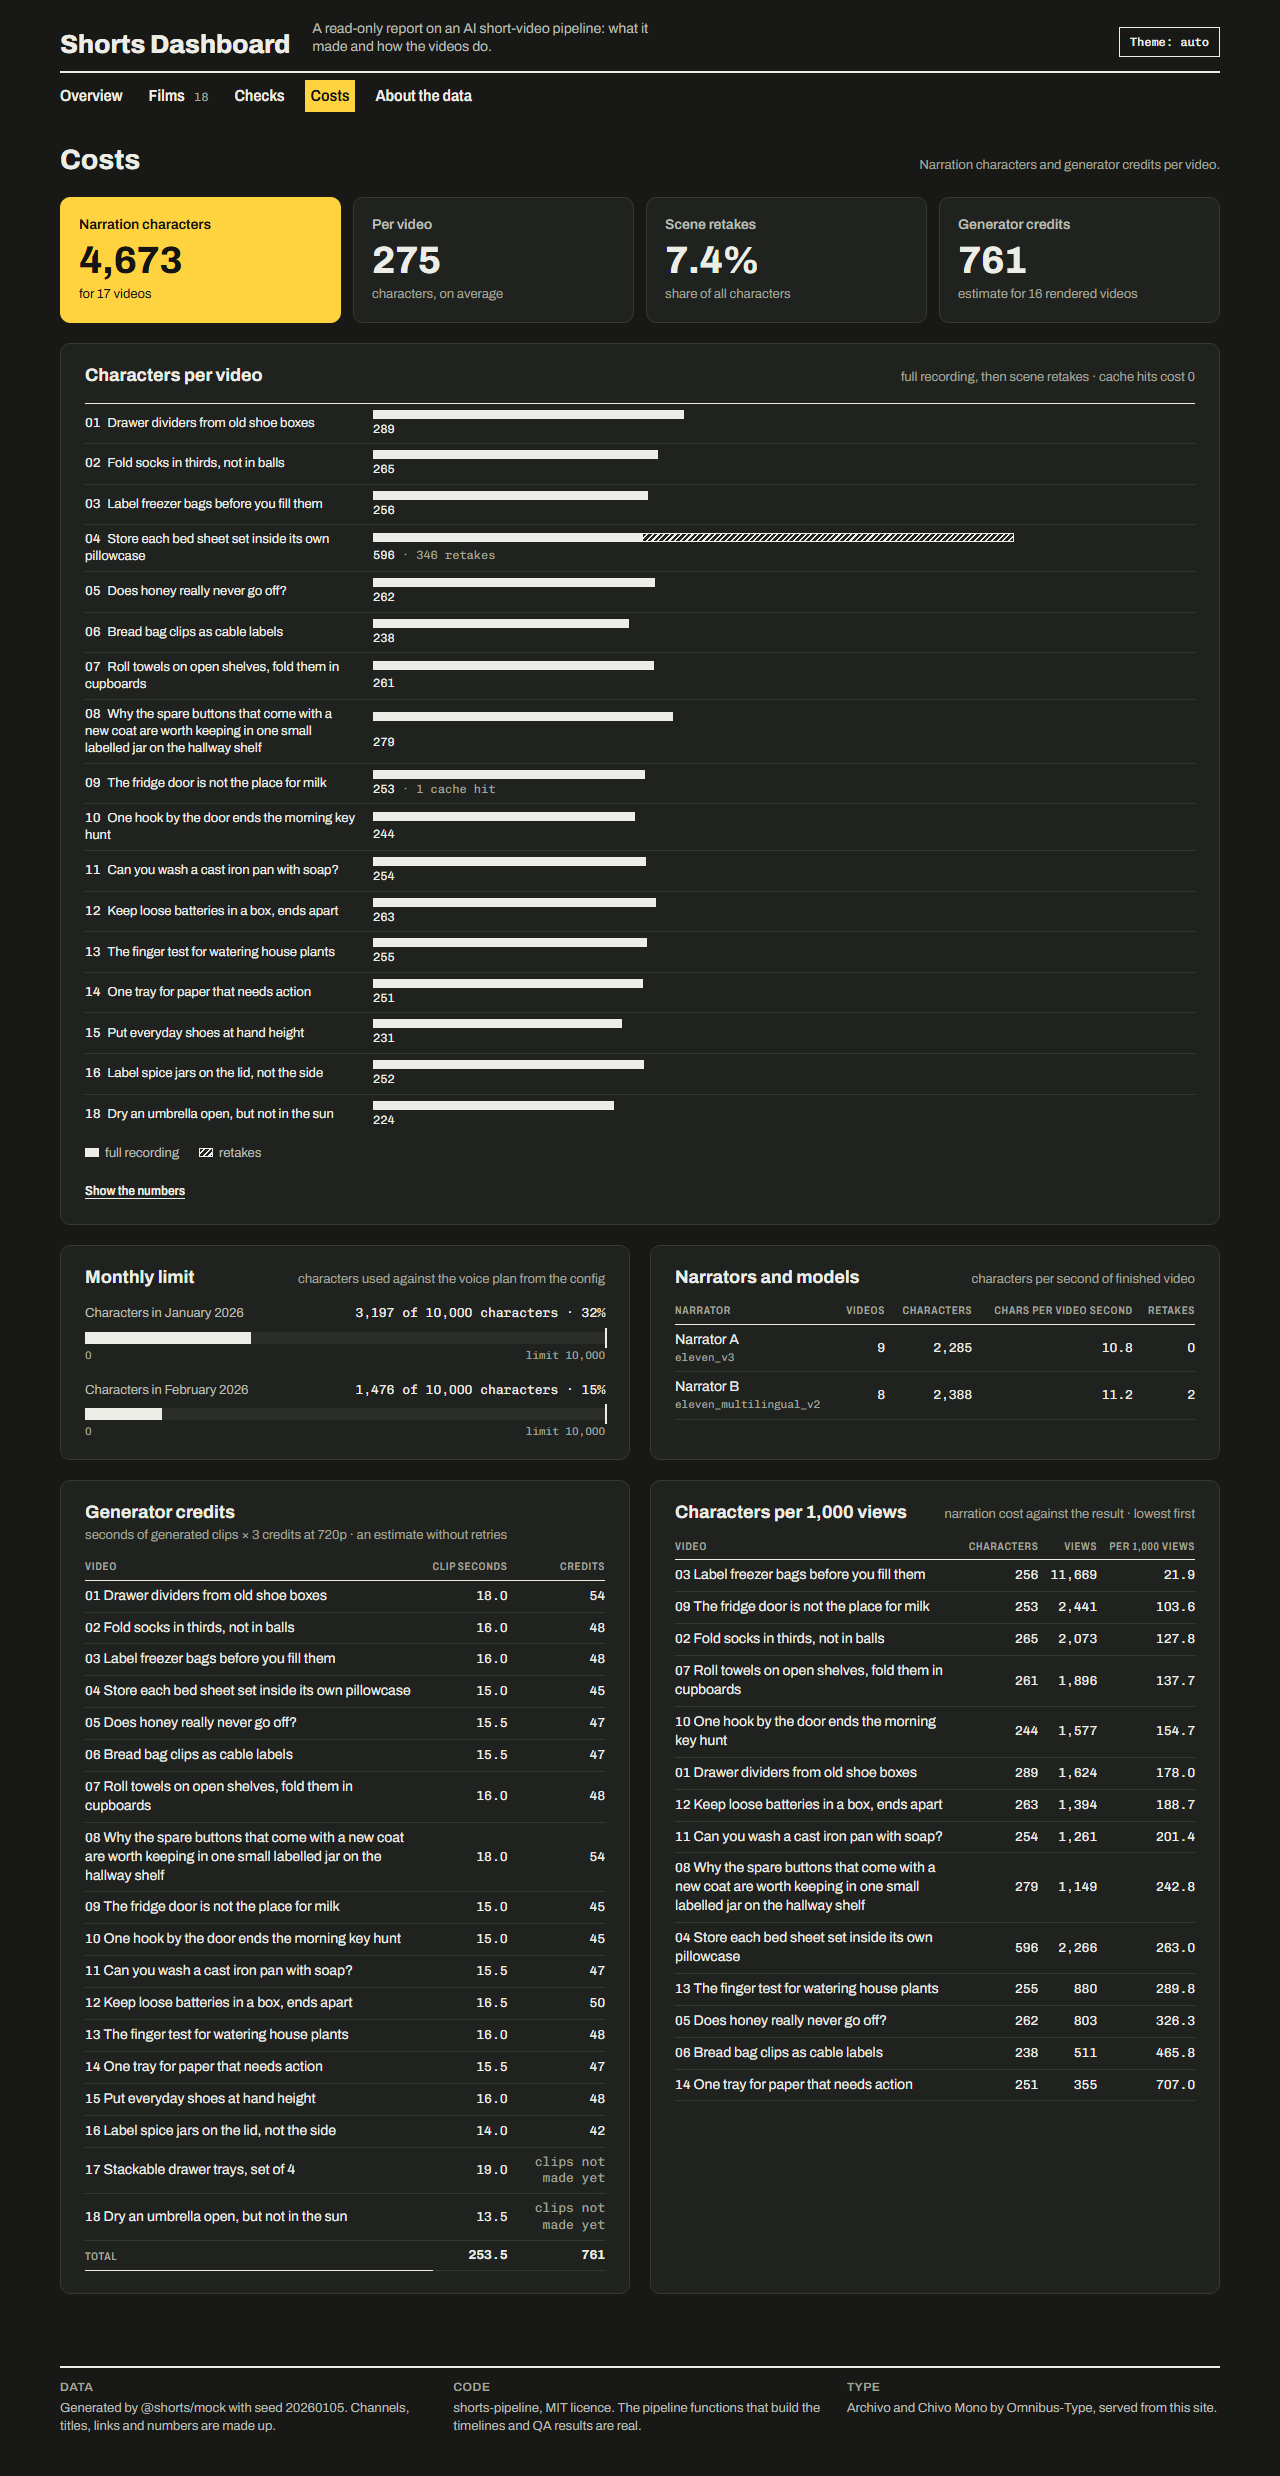 Shorts Dashboard
A read-only report on an AI short-video pipeline: what it
made and how the videos do.
Theme: auto
Overview Films 18 Checks Costs About the data
Costs
Narration characters and generator credits per video.
Narration characters
4,673
for 17 videos
Per video
275
characters, on average
Scene retakes
7.4%
share of all characters
Generator credits
761
estimate for 16 rendered videos
Characters per video
full recording, then scene retakes · cache hits cost 0
01 Drawer dividers from old shoe boxes
289
02 Fold socks in thirds, not in balls
265
03 Label freezer bags before you fill them
256
04 Store each bed sheet set inside its own
pillowcase
596 · 346 retakes
05 Does honey really never go off?
262
06 Bread bag clips as cable labels
238
07 Roll towels on open shelves, fold them in
cupboards
261
08 Why the spare buttons that come with a
new coat are worth keeping in one small
labelled jar on the hallway shelf
279
09 The fridge door is not the place for milk
253 · 1 cache hit
10 One hook by the door ends the morning key
hunt
244
11 Can you wash a cast iron pan with soap?
254
12 Keep loose batteries in a box, ends apart
263
13 The finger test for watering house plants
255
14 One tray for paper that needs action
251
15 Put everyday shoes at hand height
231
16 Label spice jars on the lid, not the side
252
18 Dry an umbrella open, but not in the sun
224
full recording retakes
Show the numbers
Monthly limit
characters used against the voice plan from the config
Characters in January 2026 3,197 of 10,000 characters · 32%
0 limit 10,000
Characters in February 2026 1,476 of 10,000 characters · 15%
0 limit 10,000
Narrators and models
characters per second of finished video
NARRATOR VIDEOS CHARACTERS CHARS PER VIDEO SECOND RETAKES
Narrator A
eleven_v3
9 2,285 10.8 0
Narrator B
eleven_multilingual_v2
8 2,388 11.2 2
Generator credits
seconds of generated clips × 3 credits at 720p · an estimate without retries
VIDEO CLIP SECONDS CREDITS
01 Drawer dividers from old shoe boxes 18.0 54
02 Fold socks in thirds, not in balls 16.0 48
03 Label freezer bags before you fill them 16.0 48
04 Store each bed sheet set inside its own pillowcase 15.0 45
05 Does honey really never go off? 15.5 47
06 Bread bag clips as cable labels 15.5 47
07 Roll towels on open shelves, fold them in
cupboards
16.0 48
08 Why the spare buttons that come with a new coat
are worth keeping in one small labelled jar on the
hallway shelf
18.0 54
09 The fridge door is not the place for milk 15.0 45
10 One hook by the door ends the morning key hunt 15.0 45
11 Can you wash a cast iron pan with soap? 15.5 47
12 Keep loose batteries in a box, ends apart 16.5 50
13 The finger test for watering house plants 16.0 48
14 One tray for paper that needs action 15.5 47
15 Put everyday shoes at hand height 16.0 48
16 Label spice jars on the lid, not the side 14.0 42
17 Stackable drawer trays, set of 4 19.0 clips not
made yet
18 Dry an umbrella open, but not in the sun 13.5 clips not
made yet
TOTAL 253.5 761
Characters per 1,000 views
narration cost against the result · lowest first
VIDEO CHARACTERS VIEWS PER 1,000 VIEWS
03 Label freezer bags before you fill them 256 11,669 21.9
09 The fridge door is not the place for milk 253 2,441 103.6
02 Fold socks in thirds, not in balls 265 2,073 127.8
07 Roll towels on open shelves, fold them in
cupboards
261 1,896 137.7
10 One hook by the door ends the morning
key hunt
244 1,577 154.7
01 Drawer dividers from old shoe boxes 289 1,624 178.0
12 Keep loose batteries in a box, ends apart 263 1,394 188.7
11 Can you wash a cast iron pan with soap? 254 1,261 201.4
08 Why the spare buttons that come with a
new coat are worth keeping in one small
labelled jar on the hallway shelf
279 1,149 242.8
04 Store each bed sheet set inside its own
pillowcase
596 2,266 263.0
13 The finger test for watering house plants 255 880 289.8
05 Does honey really never go off? 262 803 326.3
06 Bread bag clips as cable labels 238 511 465.8
14 One tray for paper that needs action 251 355 707.0
DATA
Generated by @shorts/mock with seed 20260105. Channels,
titles, links and numbers are made up.
CODE
shorts-pipeline, MIT licence. The pipeline functions that build the
timelines and QA results are real.
TYPE
Archivo and Chivo Mono by Omnibus-Type, served from this site.